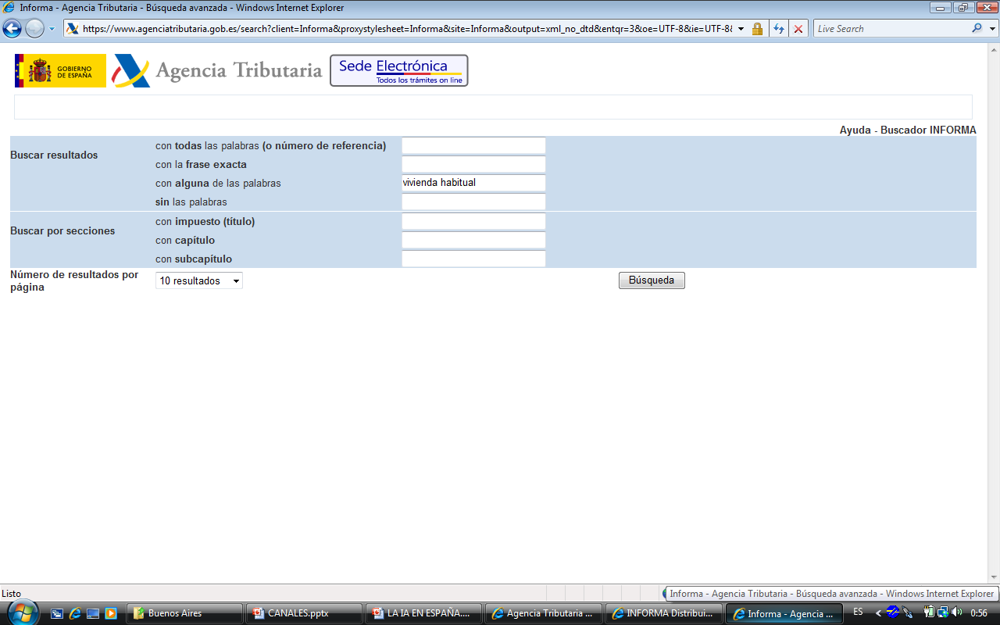 Informa - Agencia Tributaria - Búsqueda avanzada - Windows Internet Explorer
https://www.agenciatributaria.gob.es/search?client=Informa&proxystylesheet=Informa&site=Informa&output=xml_no_dtd&entqr=3&oe=UTF-8&ie=UTF-8&
Live Search
GOBIERNO DE ESPAÑA
Agencia Tributaria
Sede Electrónica
Todos los trámites on line
Ayuda - Buscador INFORMA
Buscar resultados
con todas las palabras (o número de referencia)
con la frase exacta
con alguna de las palabras vivienda habitual
sin las palabras
Buscar por secciones
con impuesto (título)
con capítulo
con subcapítulo
Número de resultados por página
10 resultados
Búsqueda
Listo
Informa - Agencia Tributaria - Búsqueda avanzada - Windows Internet Explorer
Buenos Aires
CANALES.pptx
LA IA EN ESPAÑA....
Agencia Tributaria ...
INFORMA Distribui...
Informa - Agencia ...
ES
0:56